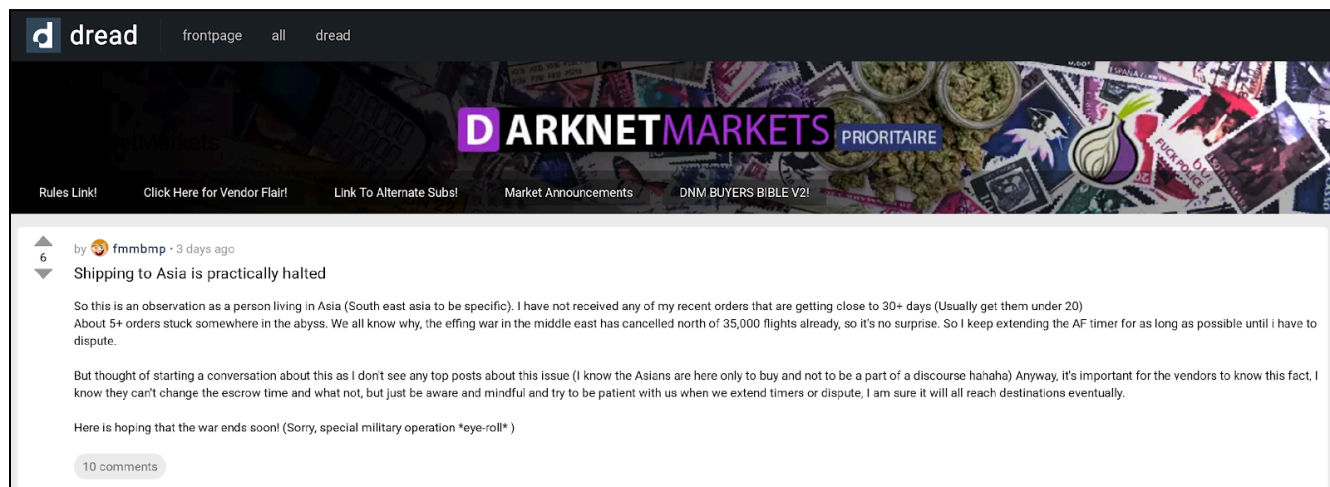 dread frontpage all dread
DARKNETMARKETS PRIORITAIRE
FUCK POLICE
Rules Link! Click Here for Vendor Flair! Link To Alternate Subs! Market Announcements DNM BUYERS BIBLE V2!
by fmmbmp • 3 days ago
6
Shipping to Asia is practically halted
So this is an observation as a person living in Asia (South east asia to be specific). I have not received any of my recent orders that are getting close to 30+ days (Usually get them under 20)
About 5+ orders stuck somewhere in the abyss. We all know why, the effing war in the middle east has cancelled north of 35,000 flights already, so it's no surprise. So I keep extending the AF timer for as long as possible until i have to
dispute.
But thought of starting a conversation about this as I don't see any top posts about this issue (I know the Asians are here only to buy and not to be a part of a discourse hahaha) Anyway, it's important for the vendors to know this fact, I
know they can't change the escrow time and what not, but just be aware and mindful and try to be patient with us when we extend timers or dispute, I am sure it will all reach destinations eventually.
Here is hoping that the war ends soon! (Sorry, special military operation *eye-roll* )
10 comments